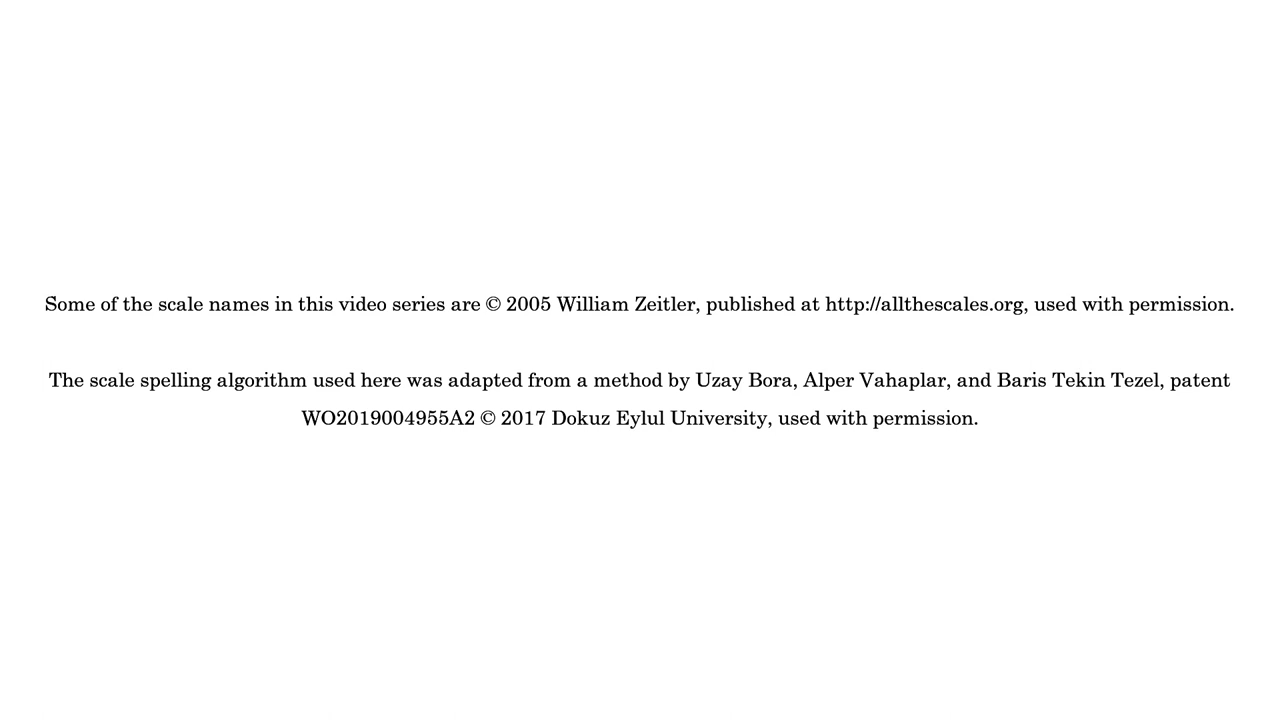 Some of the scale names in this video series are © 2005 William Zeitler, published at http://allthescales.org, used with permission.
The scale spelling algorithm used here was adapted from a method by Uzay Bora, Alper Vahaplar, and Baris Tekin Tezel, patent
WO2019004955A2 © 2017 Dokuz Eylul University, used with permission.